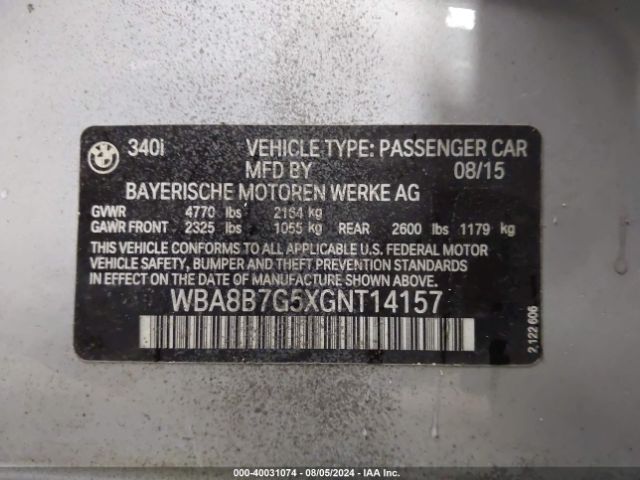 340i VEHICLE TYPE: PASSENGER CAR
MFD BY 08/15
BAYERISCHE MOTOREN WERKE AG
GVWR 4770 lbs 2164 kg
GAWR FRONT 2325 lbs 1055 kg REAR 2600 lbs 1179 kg
THIS VEHICLE CONFORMS TO ALL APPLICABLE U.S. FEDERAL MOTOR
VEHICLE SAFETY, BUMPER AND THEFT PREVENTION STANDARDS
IN EFFECT ON THE DATE OF MANUFACTURE SHOWN ABOVE.
WBA8B7G5XGNT14157
2,122 606
000-40031074 - 08/05/2024 - IAA Inc.